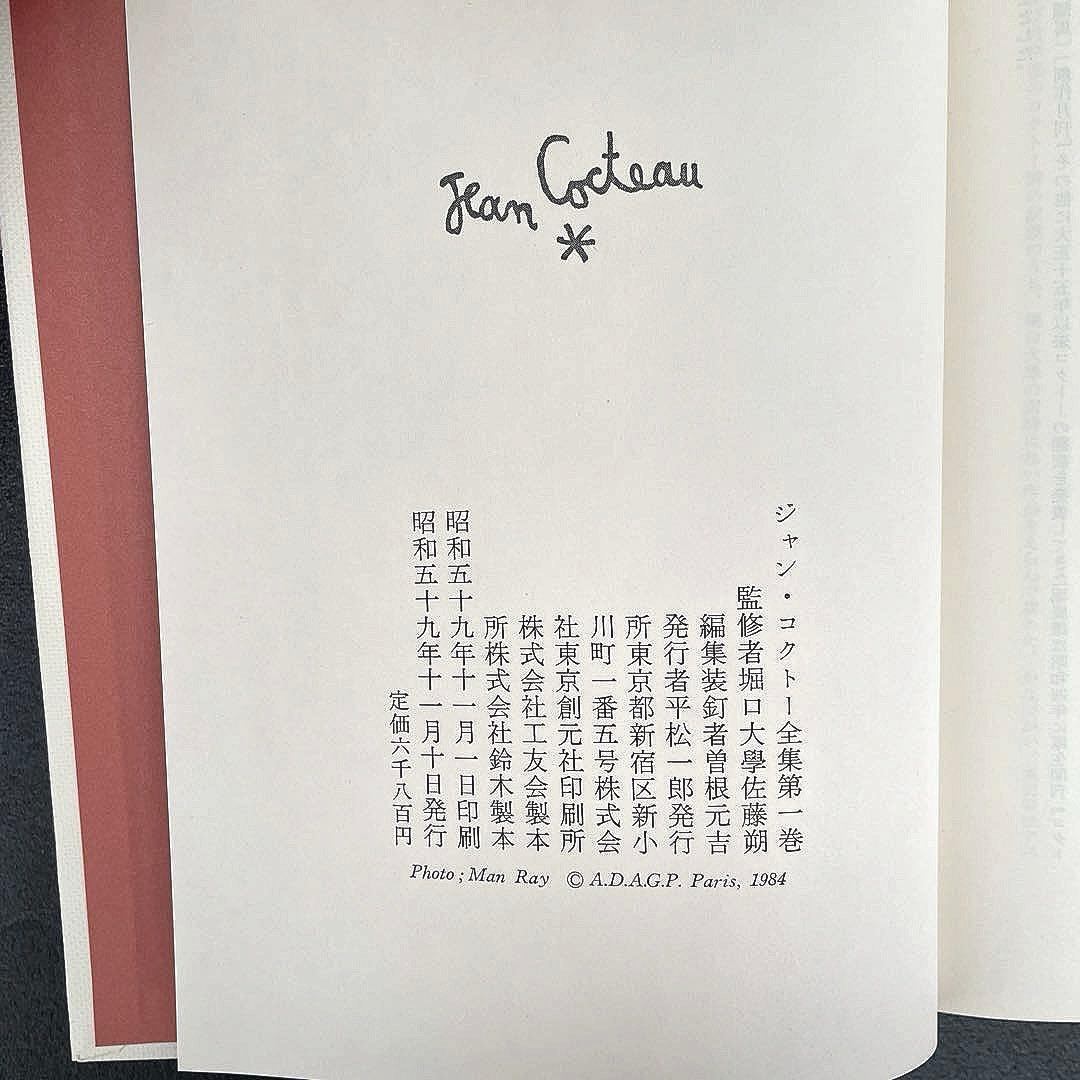 Jean Cocteau
*
ジャン・コクトー全集第一巻
監修者堀口大學佐藤朔
編集装釘者曽根元吉
発行者平松一郎発行
所東京都新宿区新小
川町一番五号株式会
社東京創元社印刷所
株式会社工友会製本
所株式会社鈴木製本
昭和五十九年十一月一日印刷
昭和五十九年十一月十日発行
定価六千八百円
Photo ; Man Ray © A.D.A.G.P. Paris, 1984